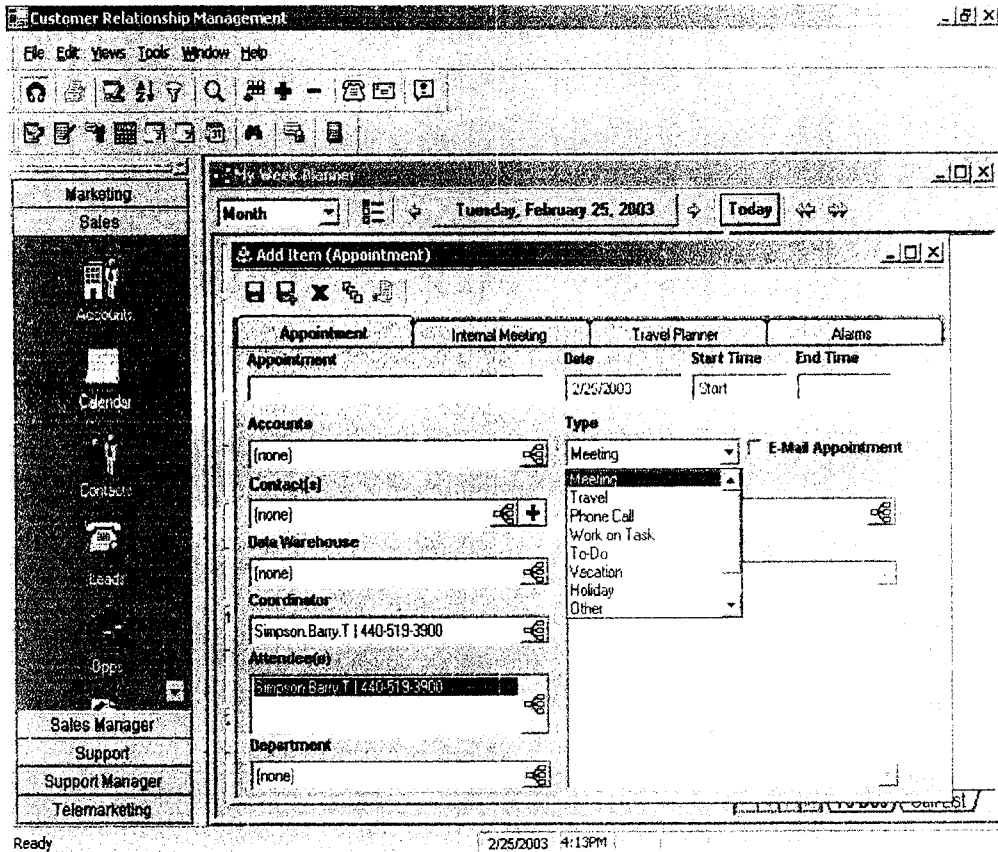 Customer Relationship Management
File Edit Views Tools Window Help
Marketing
Sales
Accounts
Calendar
Contacts
Leads
Opps
Sales Manager
Support
Support Manager
Telemarketing
My Week Planner
Month
Tuesday, February 25, 2003
Today
Add Item (Appointment)
Appointment Internal Meeting Travel Planner Alarms
Appointment Date Start Time End Time
2/25/2003 Start
Accounts Type
(none) Meeting E-Mail Appointment
Contact(s)
(none)
Data Warehouse
(none)
Coordinator
Simpson.Barry.T | 440-519-3900
Attendee(s)
Simpson.Barry.T | 440-519-3900
Department
(none)
Meeting
Travel
Phone Call
Work on Task
To-Do
Vacation
Holiday
Other
Ready 2/25/2003 4:13PM